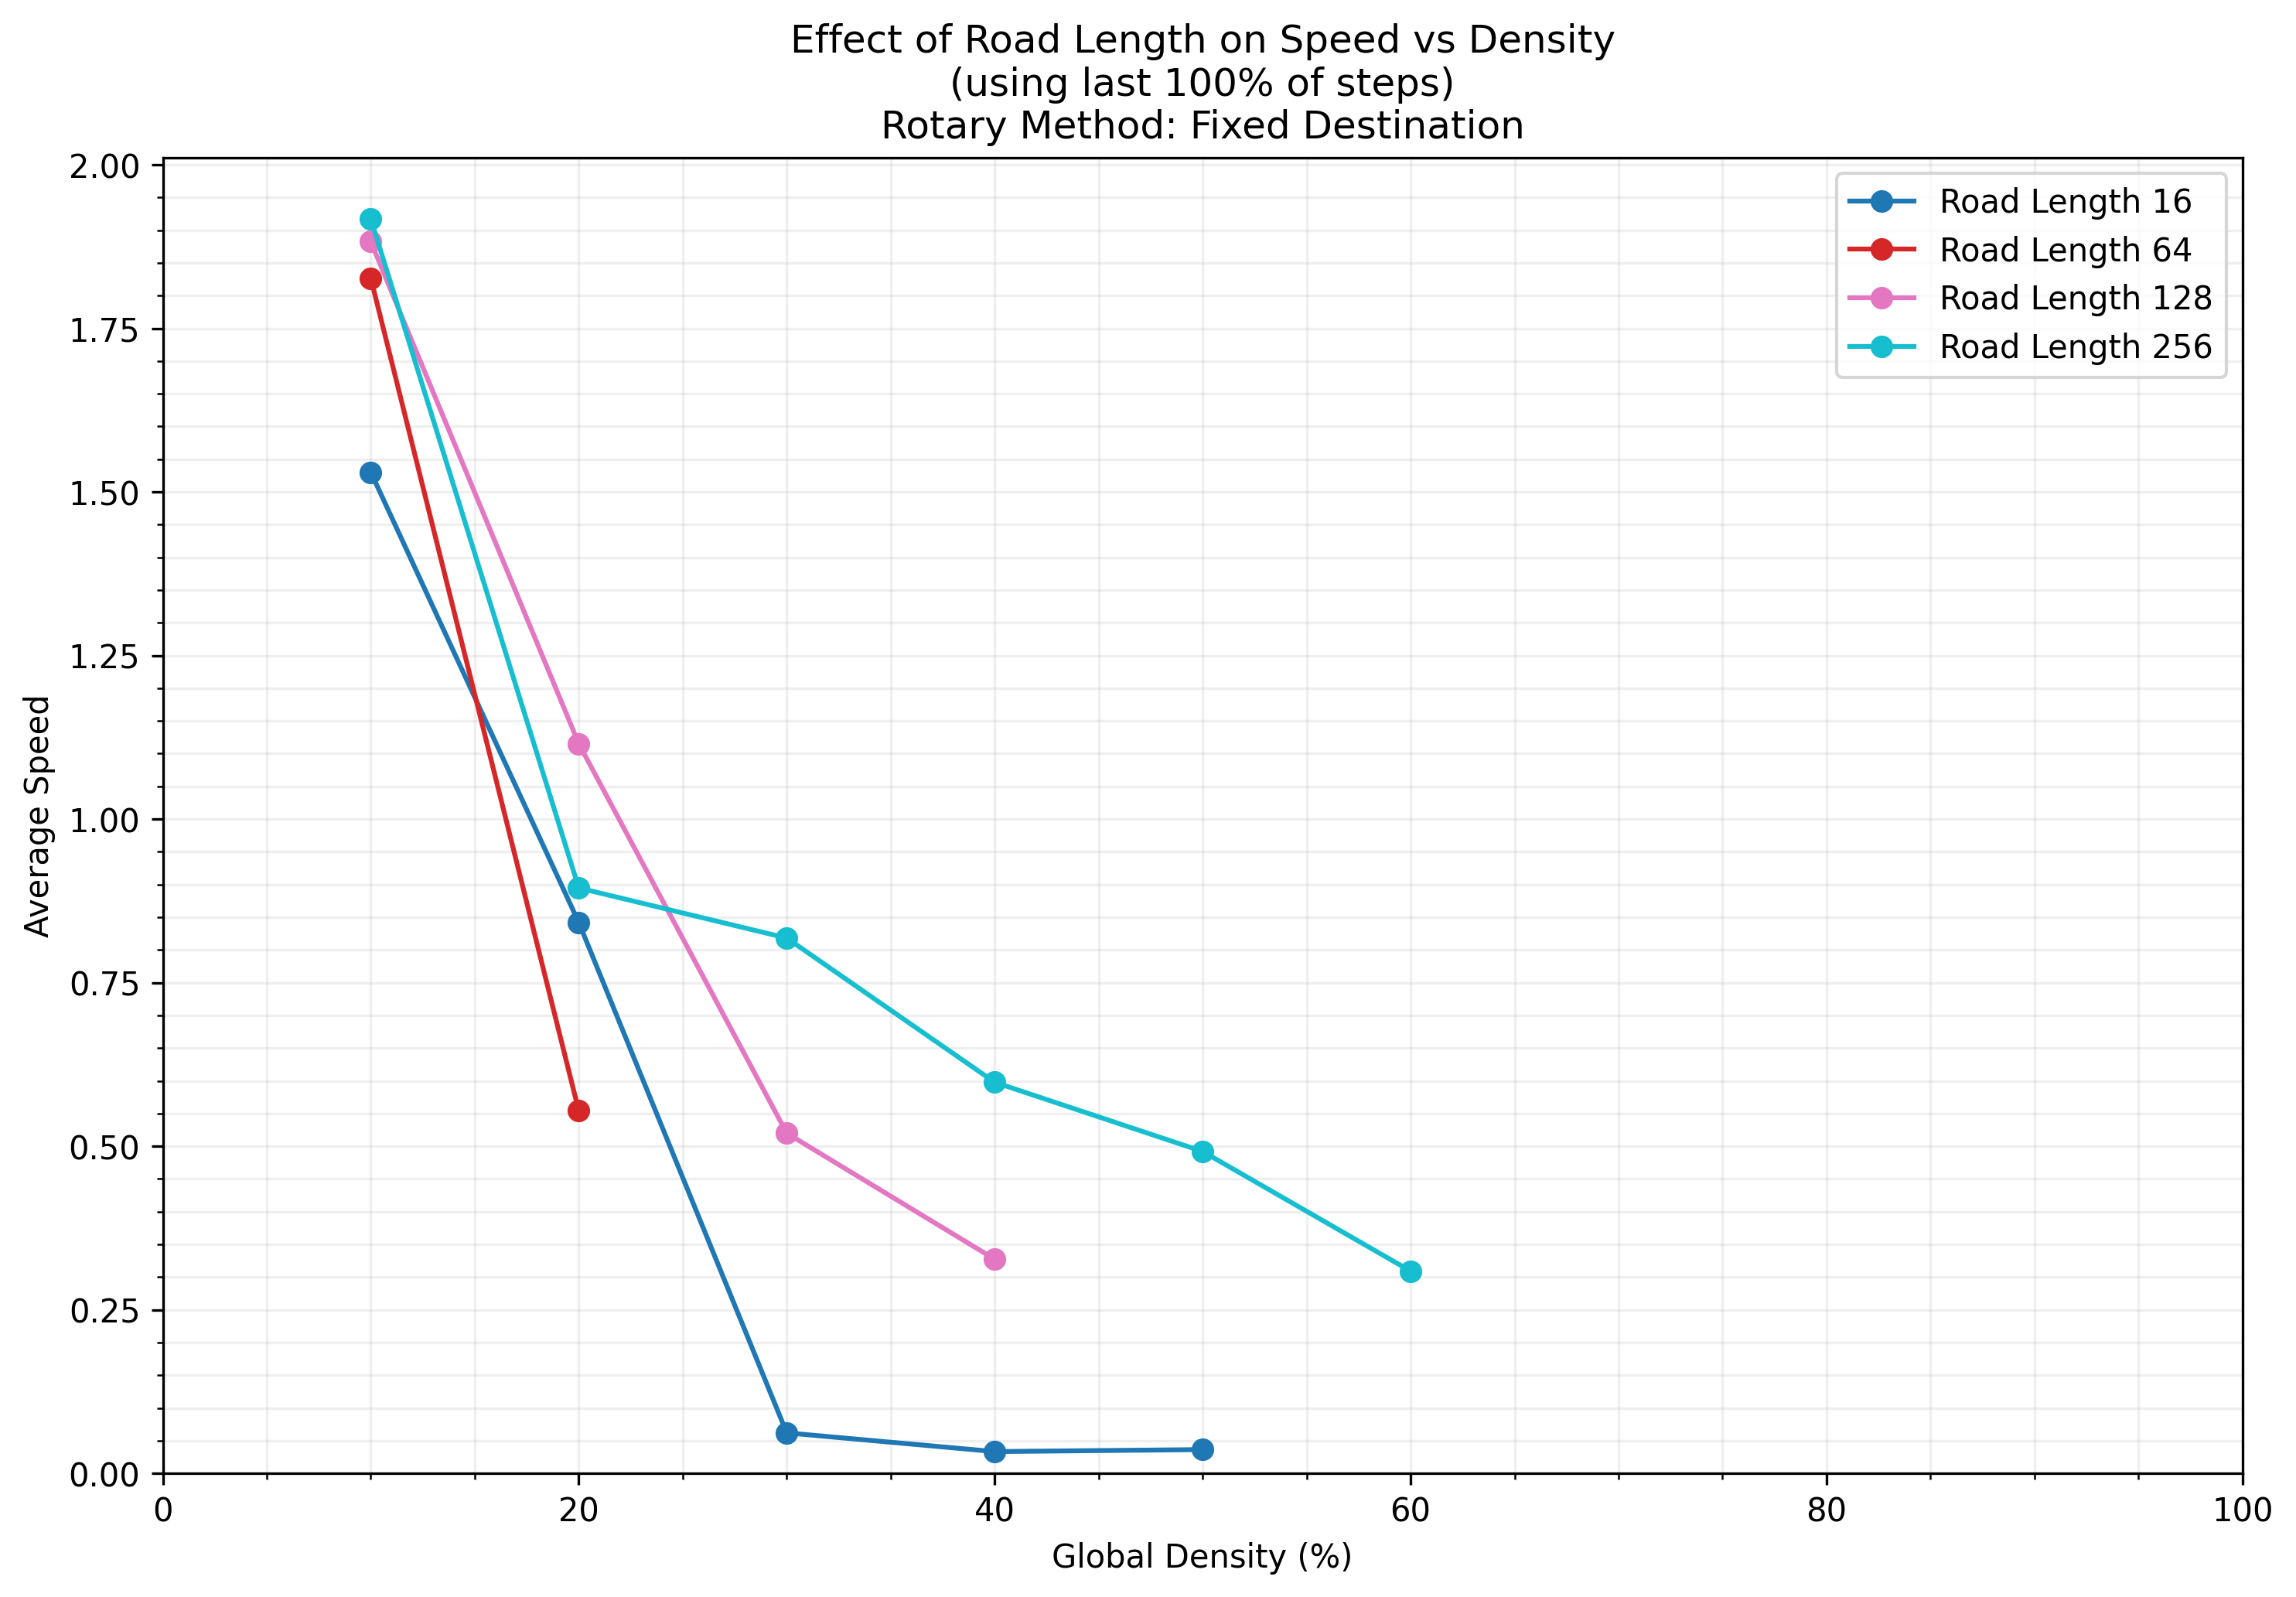 Effect of Road Length on Speed vs Density
(using last 100% of steps)
Rotary Method: Fixed Destination
Road Length 16
Road Length 64
Road Length 128
Road Length 256
Average Speed
2.00
1.75
1.50
1.25
1.00
0.75
0.50
0.25
0.00
0 20 40 60 80 100
Global Density (%)